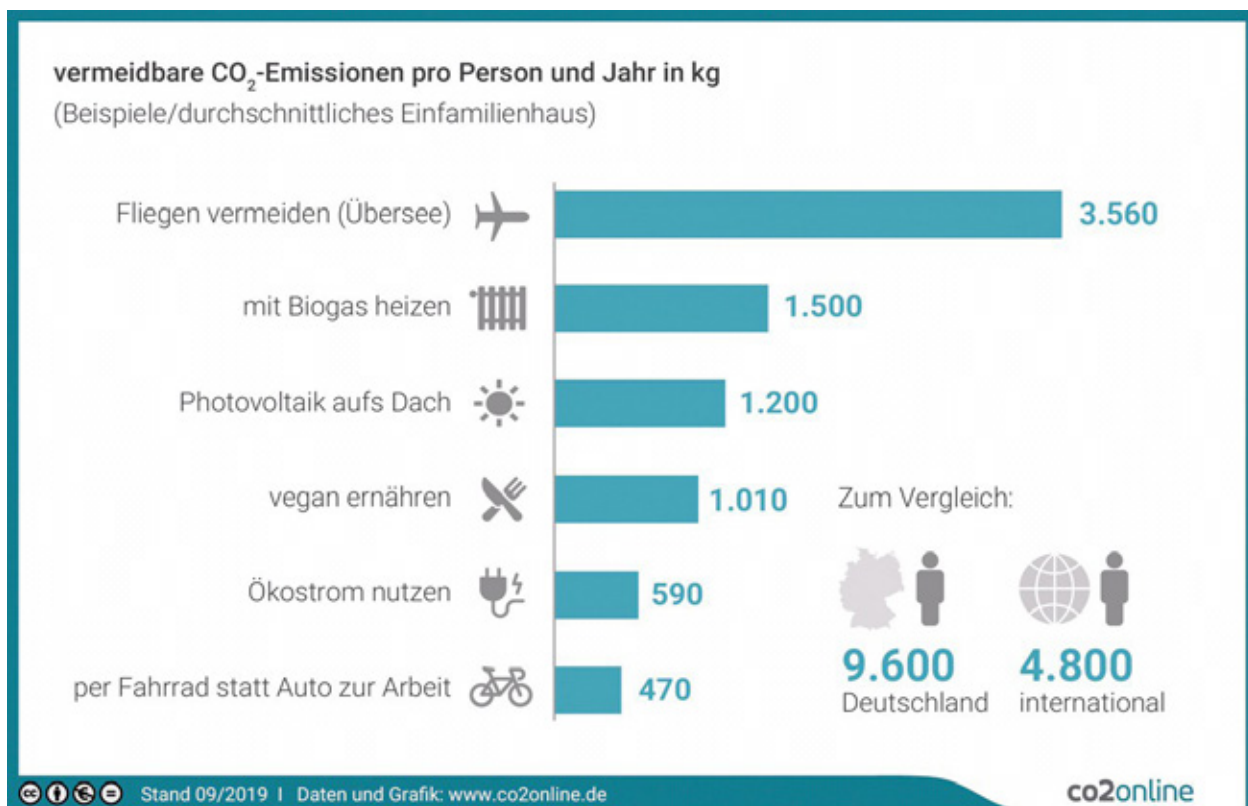 vermeidbare CO₂-Emissionen pro Person und Jahr in kg
(Beispiele/durchschnittliches Einfamilienhaus)
Fliegen vermeiden (Übersee) 3.560
mit Biogas heizen 1.500
Photovoltaik aufs Dach 1.200
vegan ernähren 1.010
Ökostrom nutzen 590
per Fahrrad statt Auto zur Arbeit 470
Zum Vergleich:
9.600 4.800
Deutschland international
cc Stand 09/2019 I Daten und Grafik: www.co2online.de
co2online